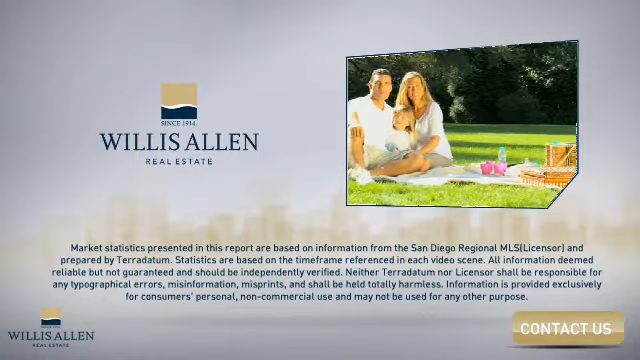 SINCE 1914.
WILLIS ALLEN
REAL ESTATE
Market statistics presented in this report are based on information from the San Diego Regional MLS(Licensor) and
prepared by Terradatum. Statistics are based on the timeframe referenced in each video scene. All information deemed
reliable but not guaranteed and should be independently verified. Neither Terradatum nor Licensor shall be responsible for
any typographical errors, misinformation, misprints, and shall be held totally harmless. Information is provided exclusively
for consumers' personal, non-commercial use and may not be used for any other purpose.
WILLIS ALLEN
REAL ESTATE
CONTACT US